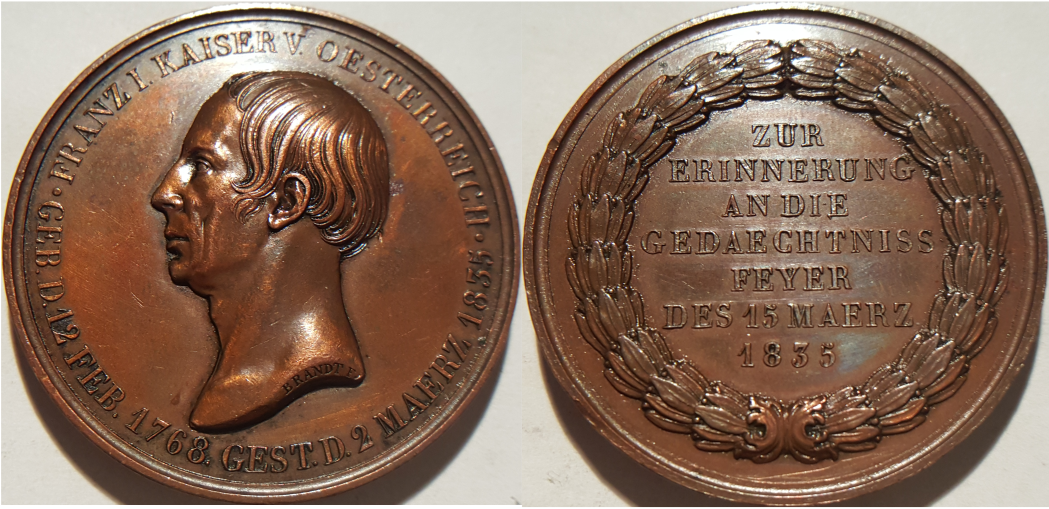 FRANZ I. KAISER V. OESTERREICH ·
GEB. D. 12 FEB. 1768. GEST. D. 2 MAERZ 1835 ·
BRANDT F.
ZUR
ERINNERUNG
AN DIE
GEDAECHTNISS
FEYER
DES 15 MAERZ
1835